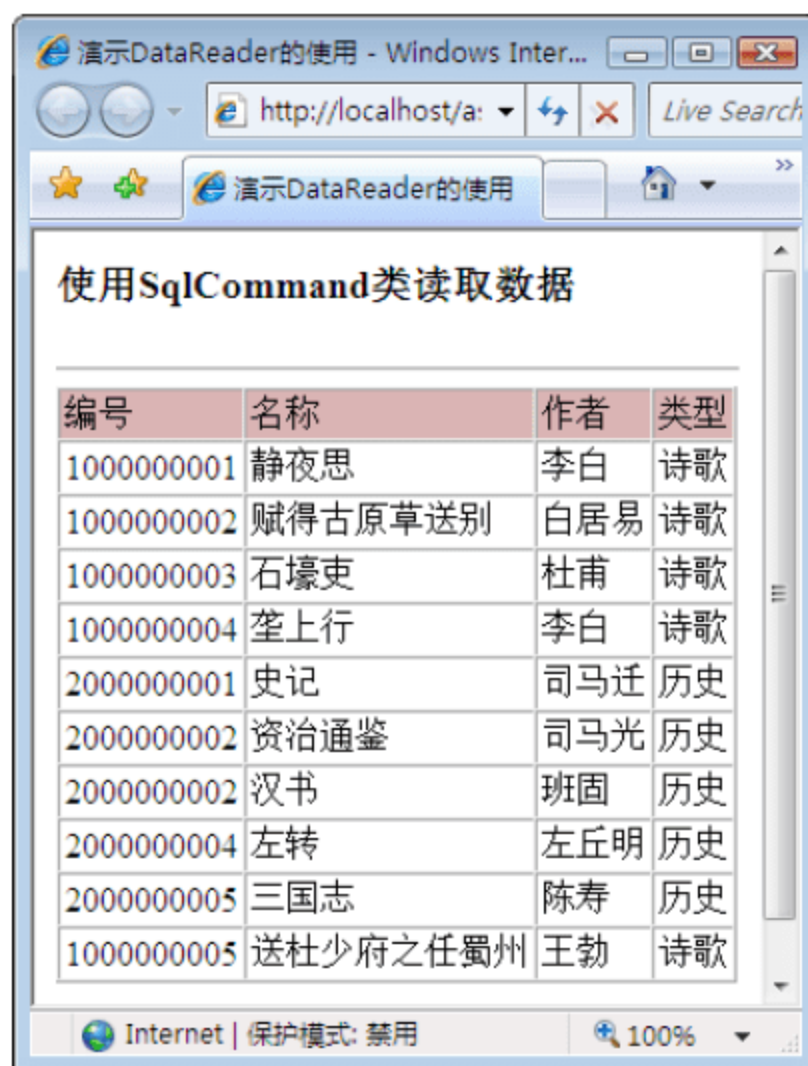 演示DataReader的使用 - Windows Inter...
http://localhost/a:
Live Search
演示DataReader的使用
使用SqlCommand类读取数据
编号 名称 作者 类型
1000000001 静夜思 李白 诗歌
1000000002 赋得古原草送别 白居易 诗歌
1000000003 石壕吏 杜甫 诗歌
1000000004 垄上行 李白 诗歌
2000000001 史记 司马迁 历史
2000000002 资治通鉴 司马光 历史
2000000002 汉书 班固 历史
2000000004 左转 左丘明 历史
2000000005 三国志 陈寿 历史
1000000005 送杜少府之任蜀州 王勃 诗歌
Internet | 保护模式: 禁用 100%